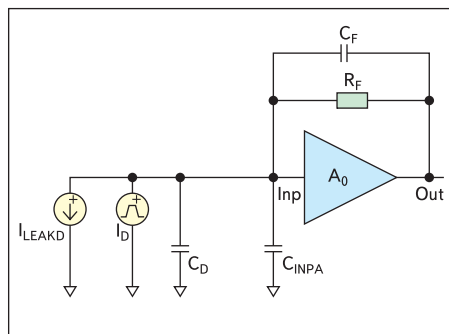 C_F
R_F
A_0
Inp
Out
+
+
I_LEAKD
I_D
C_D
C_INPA